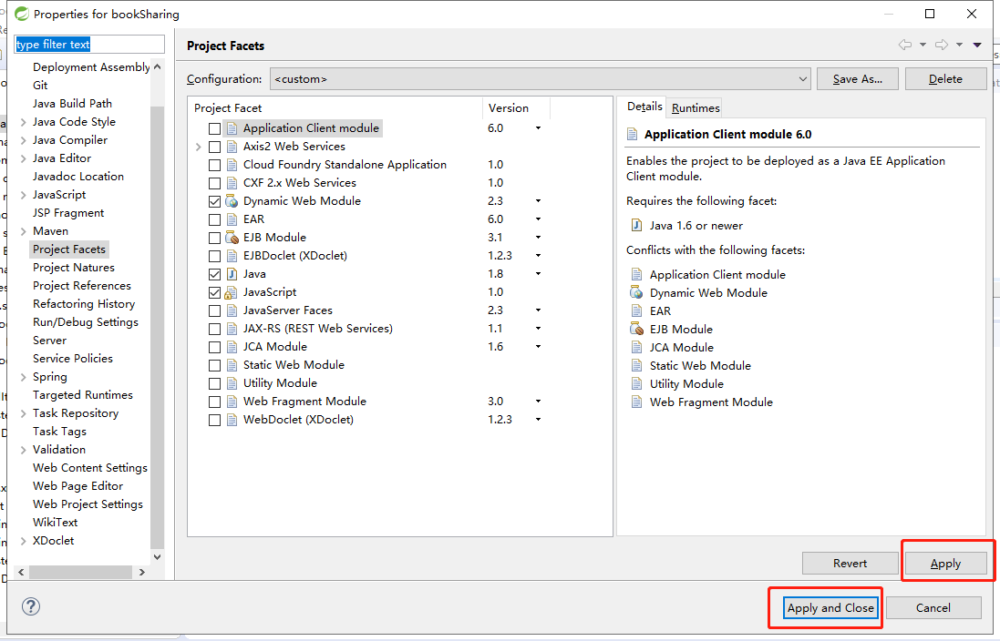 Properties for bookSharing
type filter text
Deployment Assembly
Git
Java Build Path
Java Code Style
Java Compiler
Java Editor
Javadoc Location
JavaScript
JSP Fragment
Maven
Project Facets
Project Natures
Project References
Refactoring History
Run/Debug Settings
Server
Service Policies
Spring
Targeted Runtimes
Task Repository
Task Tags
Validation
Web Content Settings
Web Page Editor
Web Project Settings
WikiText
XDoclet
Project Facets
Configuration: <custom> Save As... Delete
Project Facet Version
Application Client module 6.0
Axis2 Web Services
Cloud Foundry Standalone Application 1.0
CXF 2.x Web Services 1.0
Dynamic Web Module 2.3
EAR 6.0
EJB Module 3.1
EJBDoclet (XDoclet) 1.2.3
Java 1.8
JavaScript 1.0
JavaServer Faces 2.3
JAX-RS (REST Web Services) 1.1
JCA Module 1.6
Static Web Module
Utility Module
Web Fragment Module 3.0
WebDoclet (XDoclet) 1.2.3
Details Runtimes
Application Client module 6.0
Enables the project to be deployed as a Java EE Application
Client module.
Requires the following facet:
Java 1.6 or newer
Conflicts with the following facets:
Application Client module
Dynamic Web Module
EAR
EJB Module
JCA Module
Static Web Module
Utility Module
Web Fragment Module
Revert Apply
Apply and Close Cancel